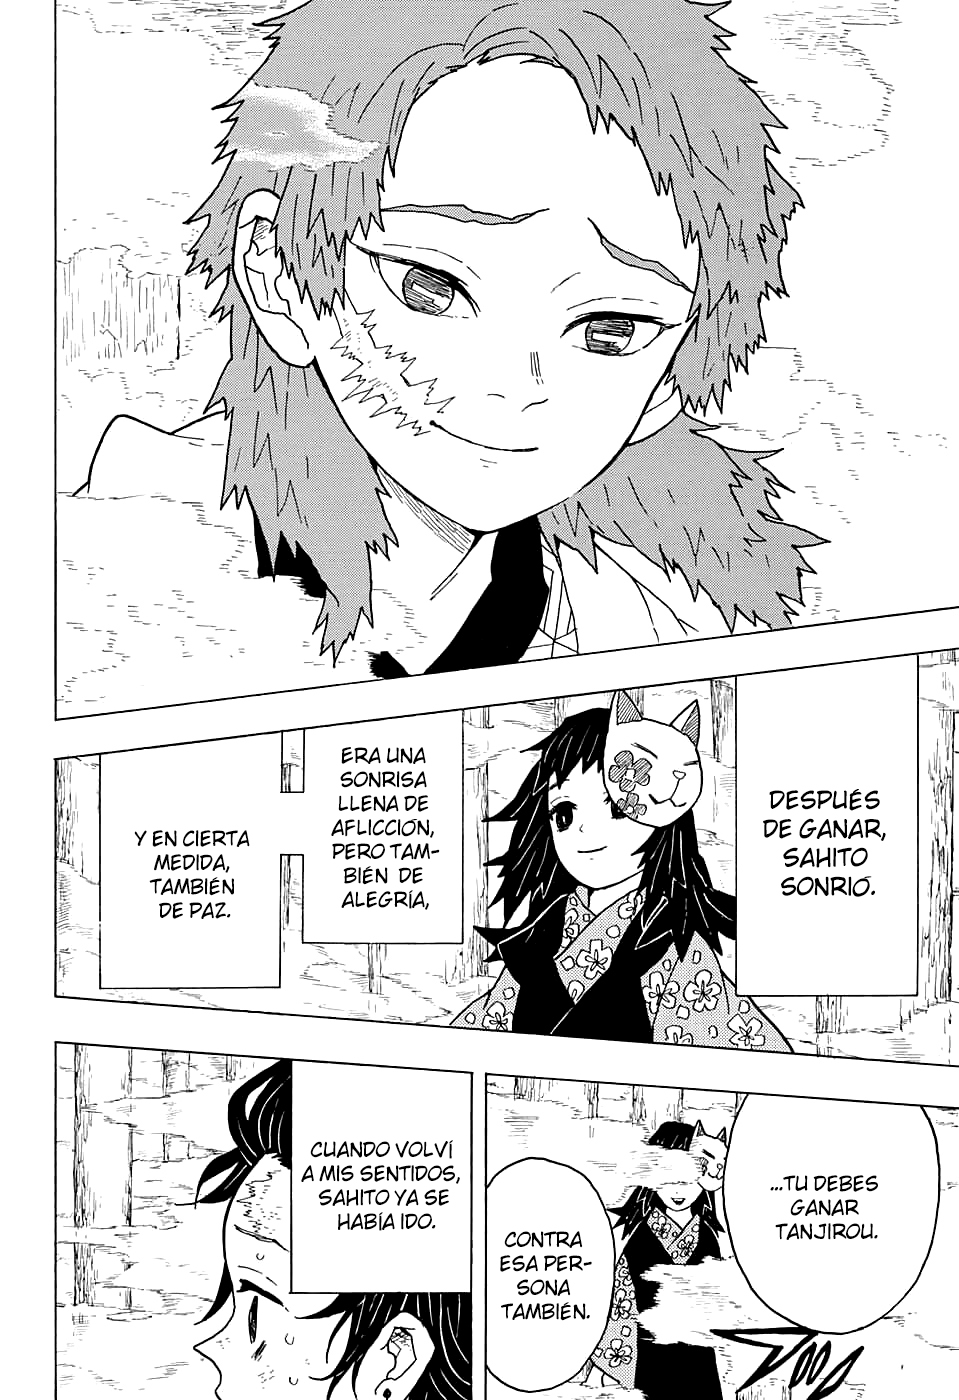 DESPUÉS
DE GANAR,
SAHITO
SONRIÓ.
ERA UNA
SONRISA
LLENA DE
AFLICCIÓN,
PERO TAM-
BIÉN DE
ALEGRÍA,
Y EN CIERTA
MEDIDA,
TAMBIÉN
DE PAZ.
...TU DEBES
GANAR
TANJIROU.
CONTRA
ESA PER-
SONA
TAMBIÉN.
CUANDO VOLVÍ
A MIS SENTIDOS,
SAHITO YA SE
HABÍA IDO.